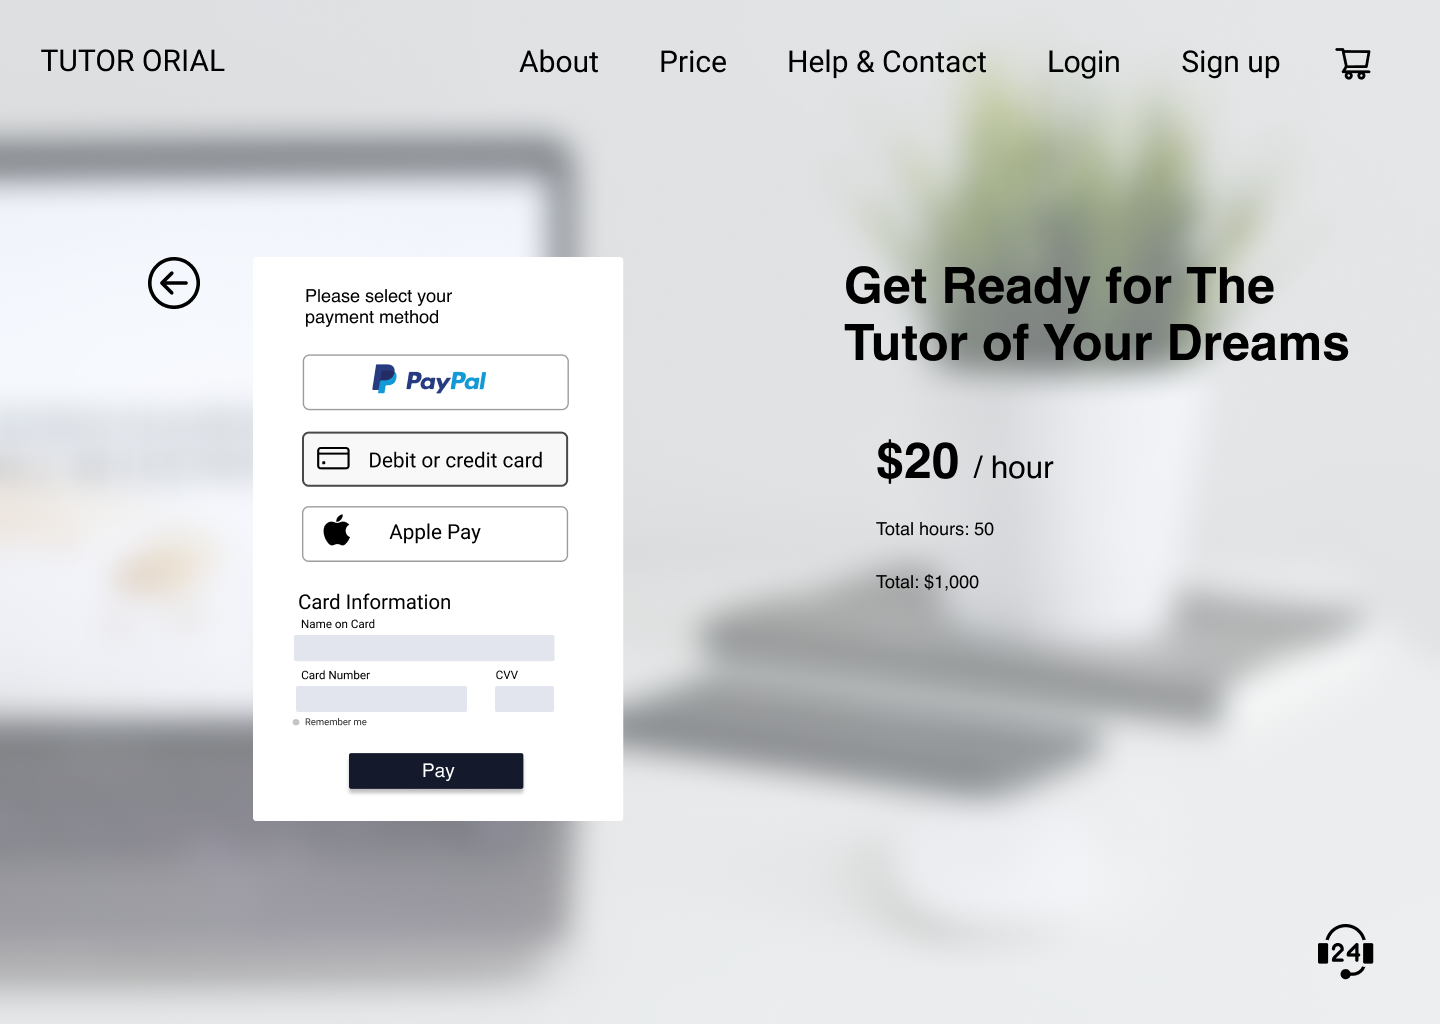 TUTOR ORIAL
About
Price
Help & Contact
Login
Sign up
Please select your
payment method
PayPal
Debit or credit card
Apple Pay
Card Information
Name on Card
Card Number
CVV
Remember me
Pay
Get Ready for The
Tutor of Your Dreams
$20 / hour
Total hours: 50
Total: $1,000
24